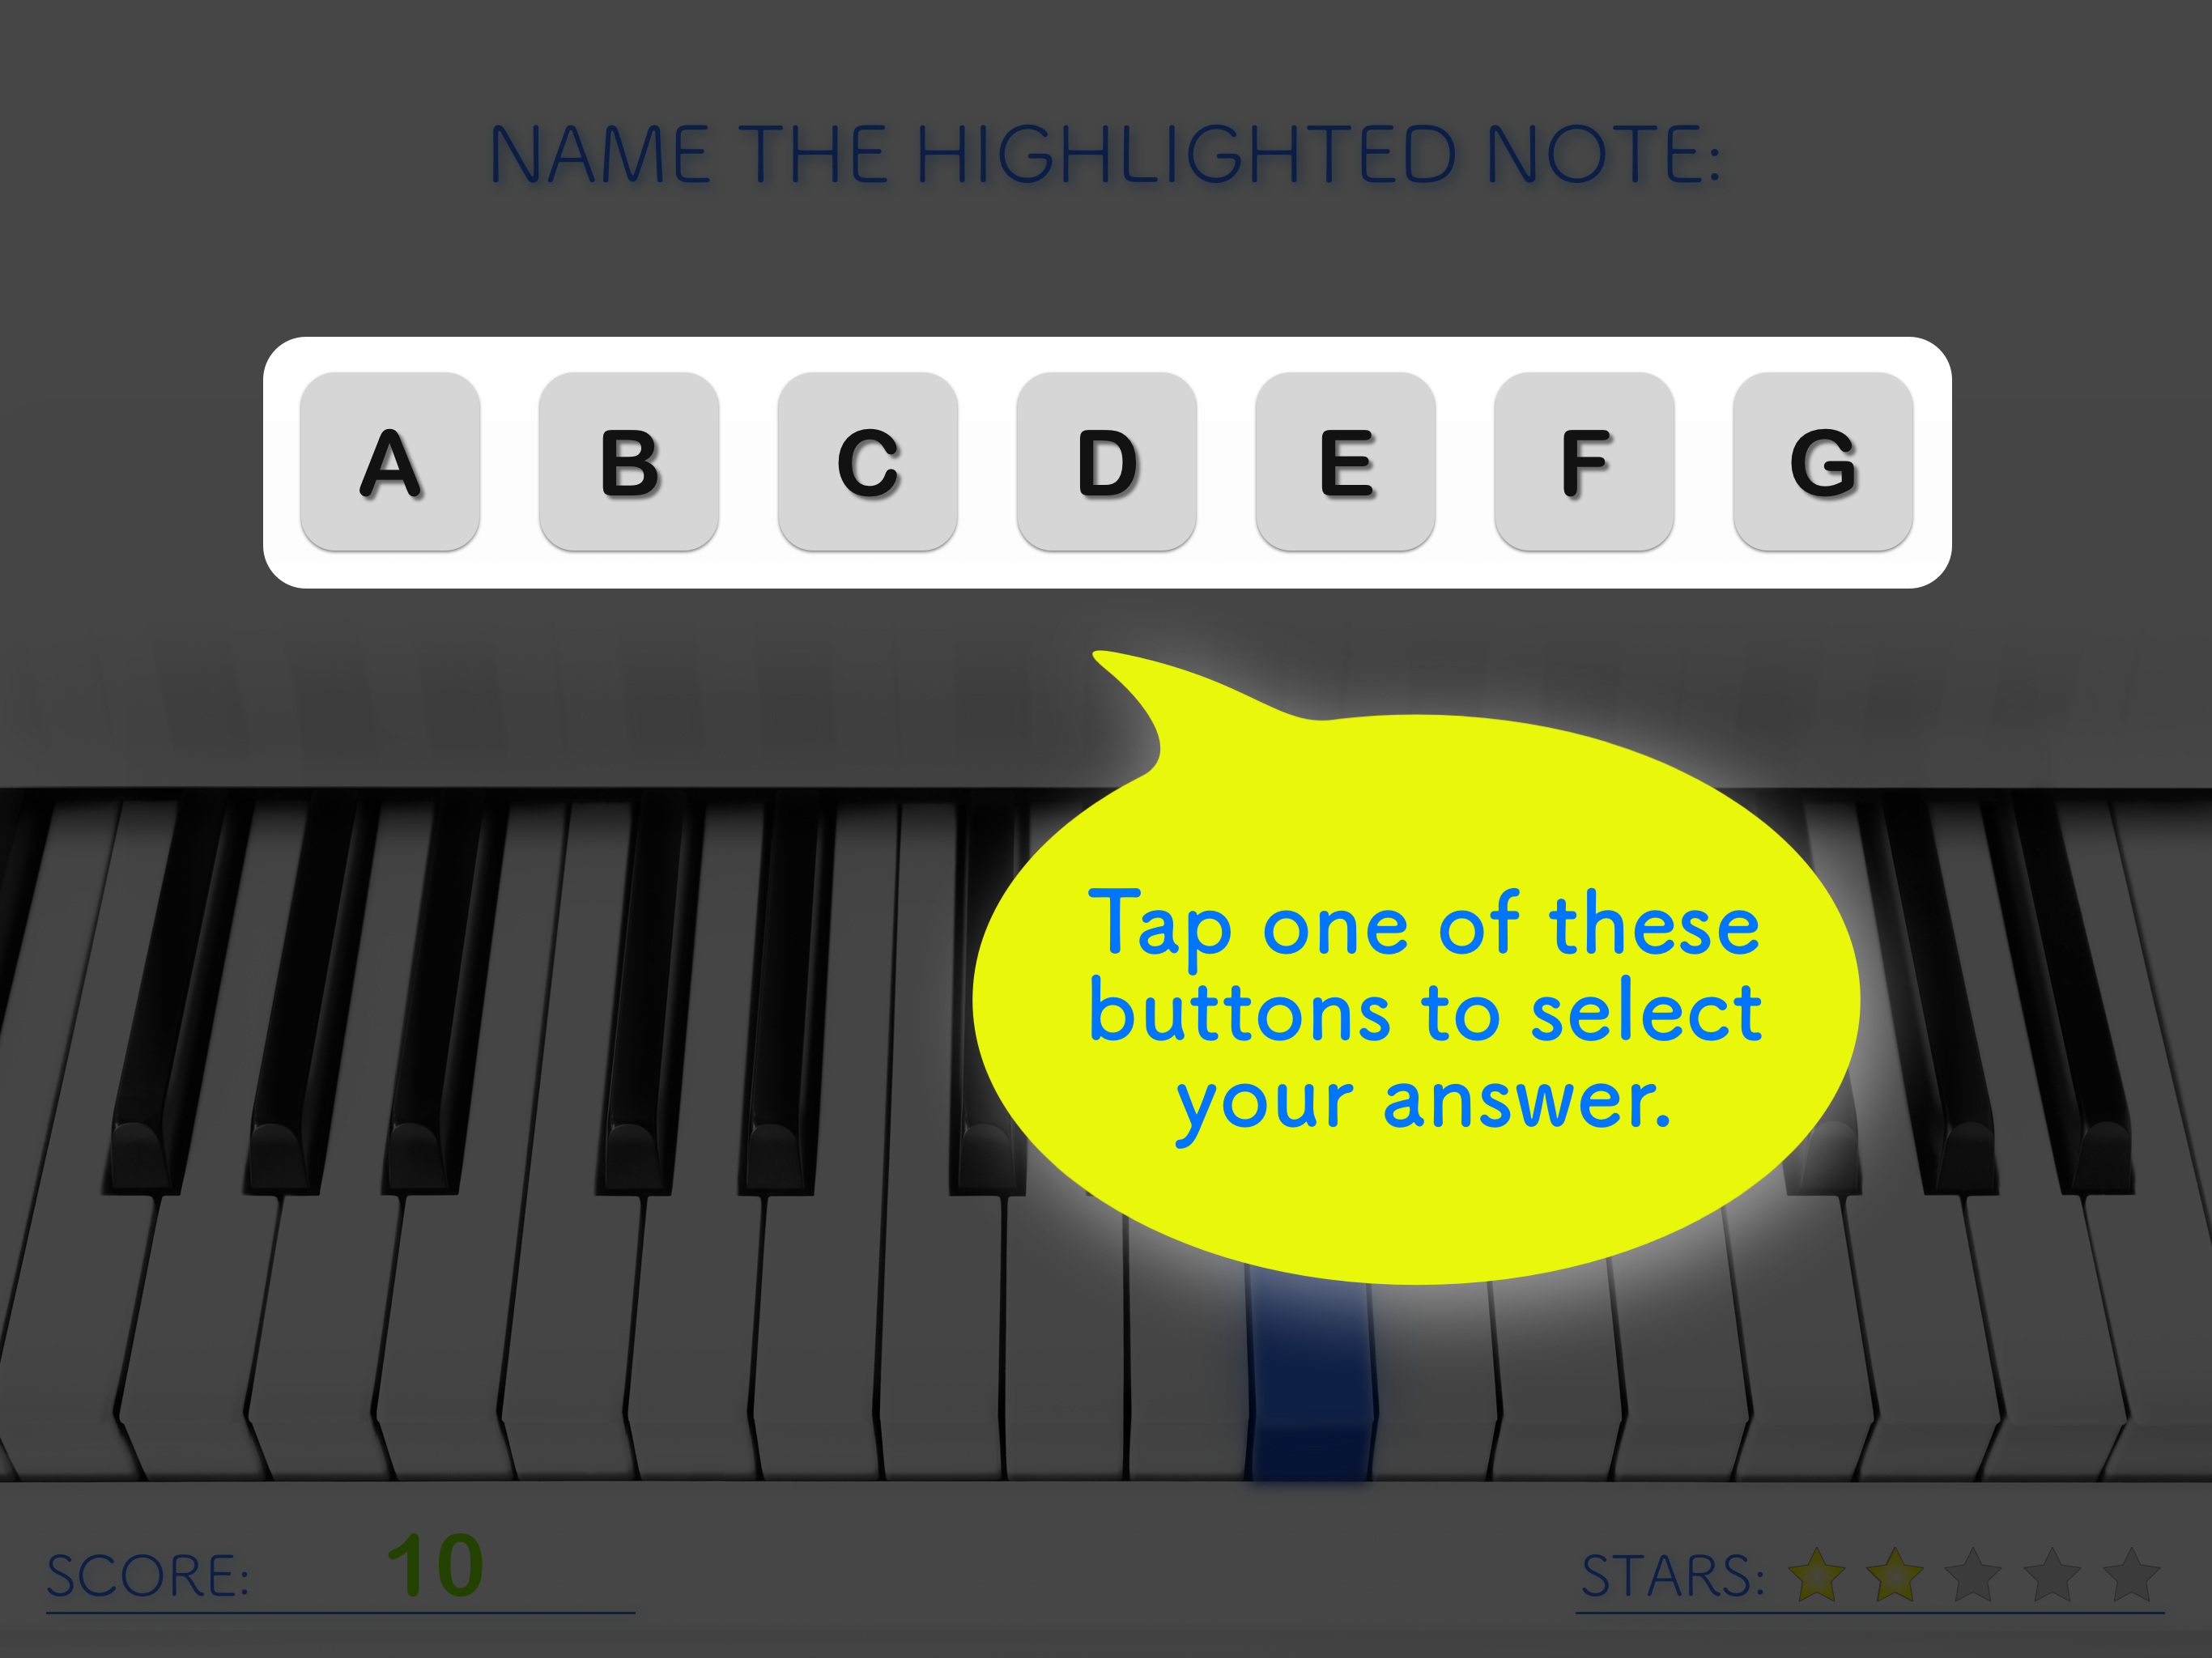 NAME THE HIGHLIGHTED NOTE:
A B C D E F G
Tap one of these
buttons to select
your answer.
SCORE: 10
STARS: